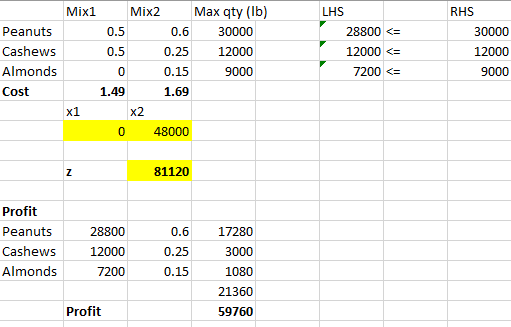 Mix1 Mix2 Max qty (lb) LHS RHS
Peanuts 0.5 0.6 30000 28800 <= 30000
Cashews 0.5 0.25 12000 12000 <= 12000
Almonds 0 0.15 9000 7200 <= 9000
Cost 1.49 1.69
x1 x2
0 48000
z 81120
Profit
Peanuts 28800 0.6 17280
Cashews 12000 0.25 3000
Almonds 7200 0.15 1080
21360
Profit 59760